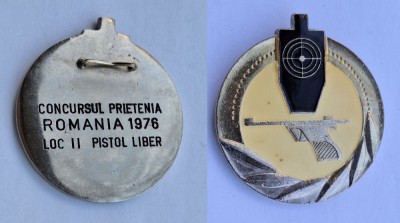 CONCURSUL PRIETENIA
ROMANIA 1976
LOC II PISTOL LIBER